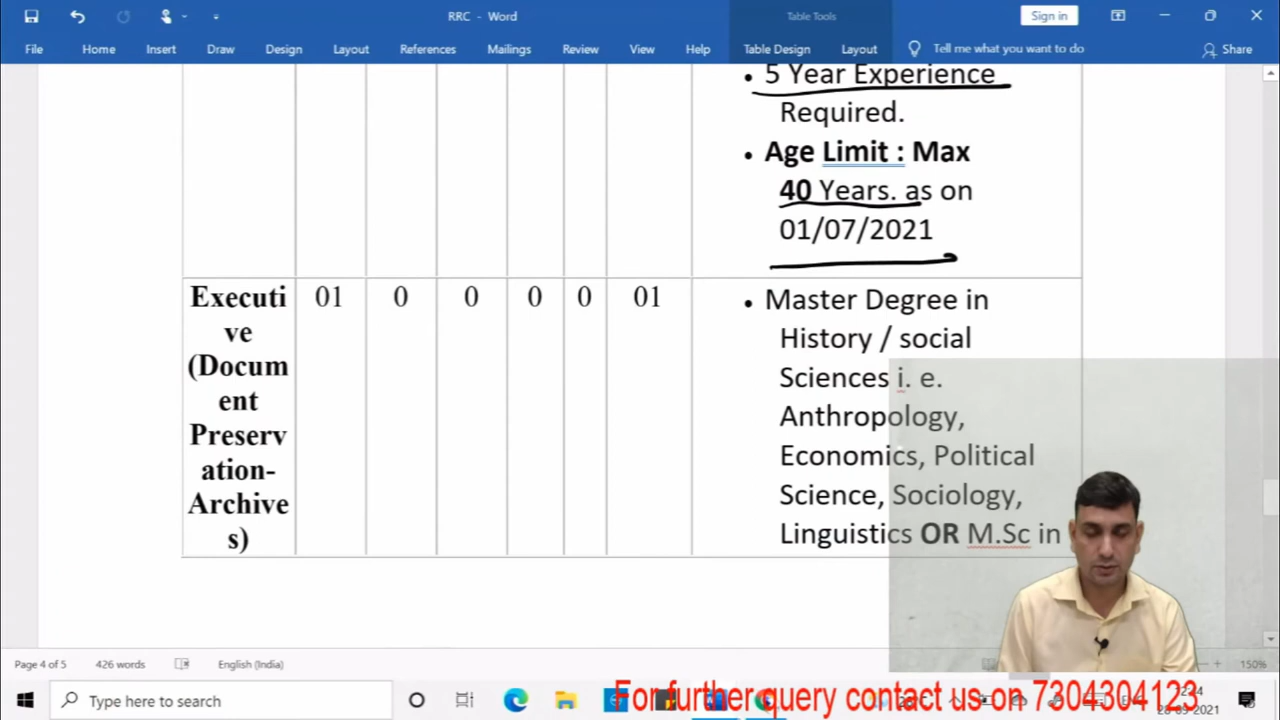 RRC - Word
Table Tools
Sign in
File Home Insert Draw Design Layout References Mailings Review View Help Table Design Layout Tell me what you want to do Share
• 5 Year Experience
Required.
• Age Limit : Max
40 Years. as on
01/07/2021
Executi
ve
(Docum
ent
Preserv
ation-
Archive
s)
01 0 0 0 0 01
• Master Degree in
History / social
Sciences i. e.
Anthropology,
Economics, Political
Science, Sociology,
Linguistics OR M.Sc in
Page 4 of 5 426 words English (India) 150%
Type here to search
For further query contact us on 7304304123